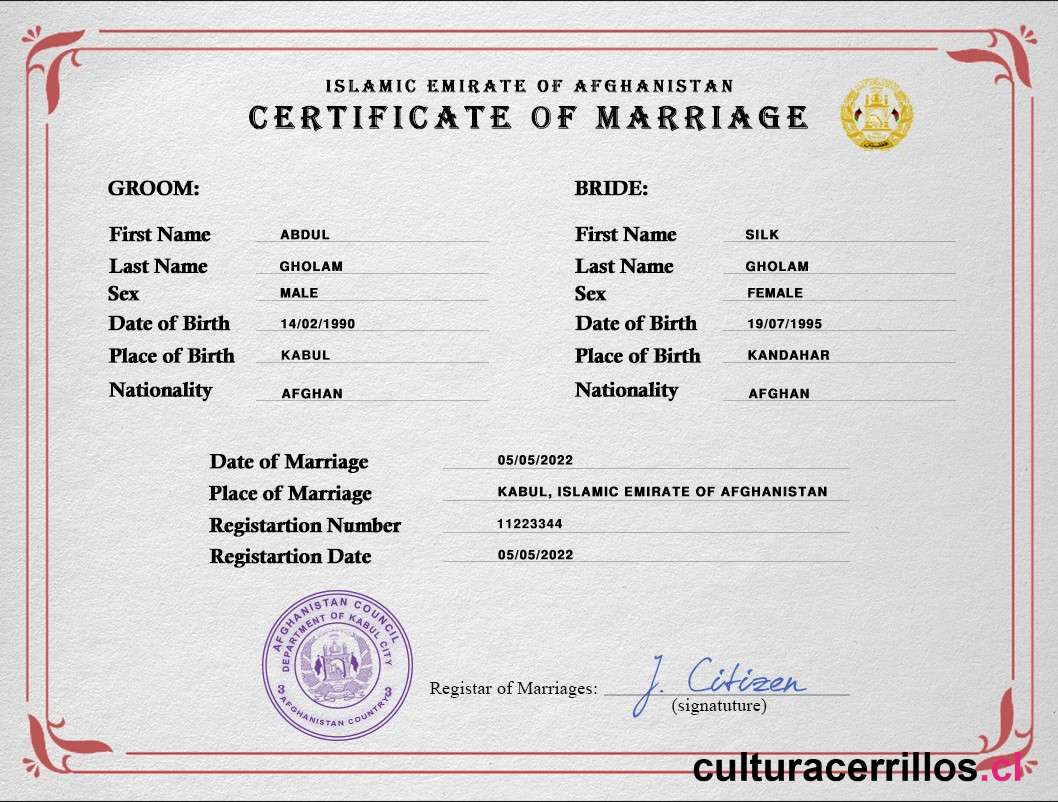 ISLAMIC EMIRATE OF AFGHANISTAN
CERTIFICATE OF MARRIAGE
GROOM:
First Name ABDUL
Last Name GHOLAM
Sex MALE
Date of Birth 14/02/1990
Place of Birth KABUL
Nationality AFGHAN
BRIDE:
First Name SILK
Last Name GHOLAM
Sex FEMALE
Date of Birth 19/07/1995
Place of Birth KANDAHAR
Nationality AFGHAN
Date of Marriage 05/05/2022
Place of Marriage KABUL, ISLAMIC EMIRATE OF AFGHANISTAN
Registartion Number 11223344
Registartion Date 05/05/2022
AFGHANISTAN COUNCIL
DEPARTMENT OF KABUL CITY
3 AFGHANISTAN COUNTRY 3
Registar of Marriages: J. Citizen
(signatuture)
culturacerrillos.cl